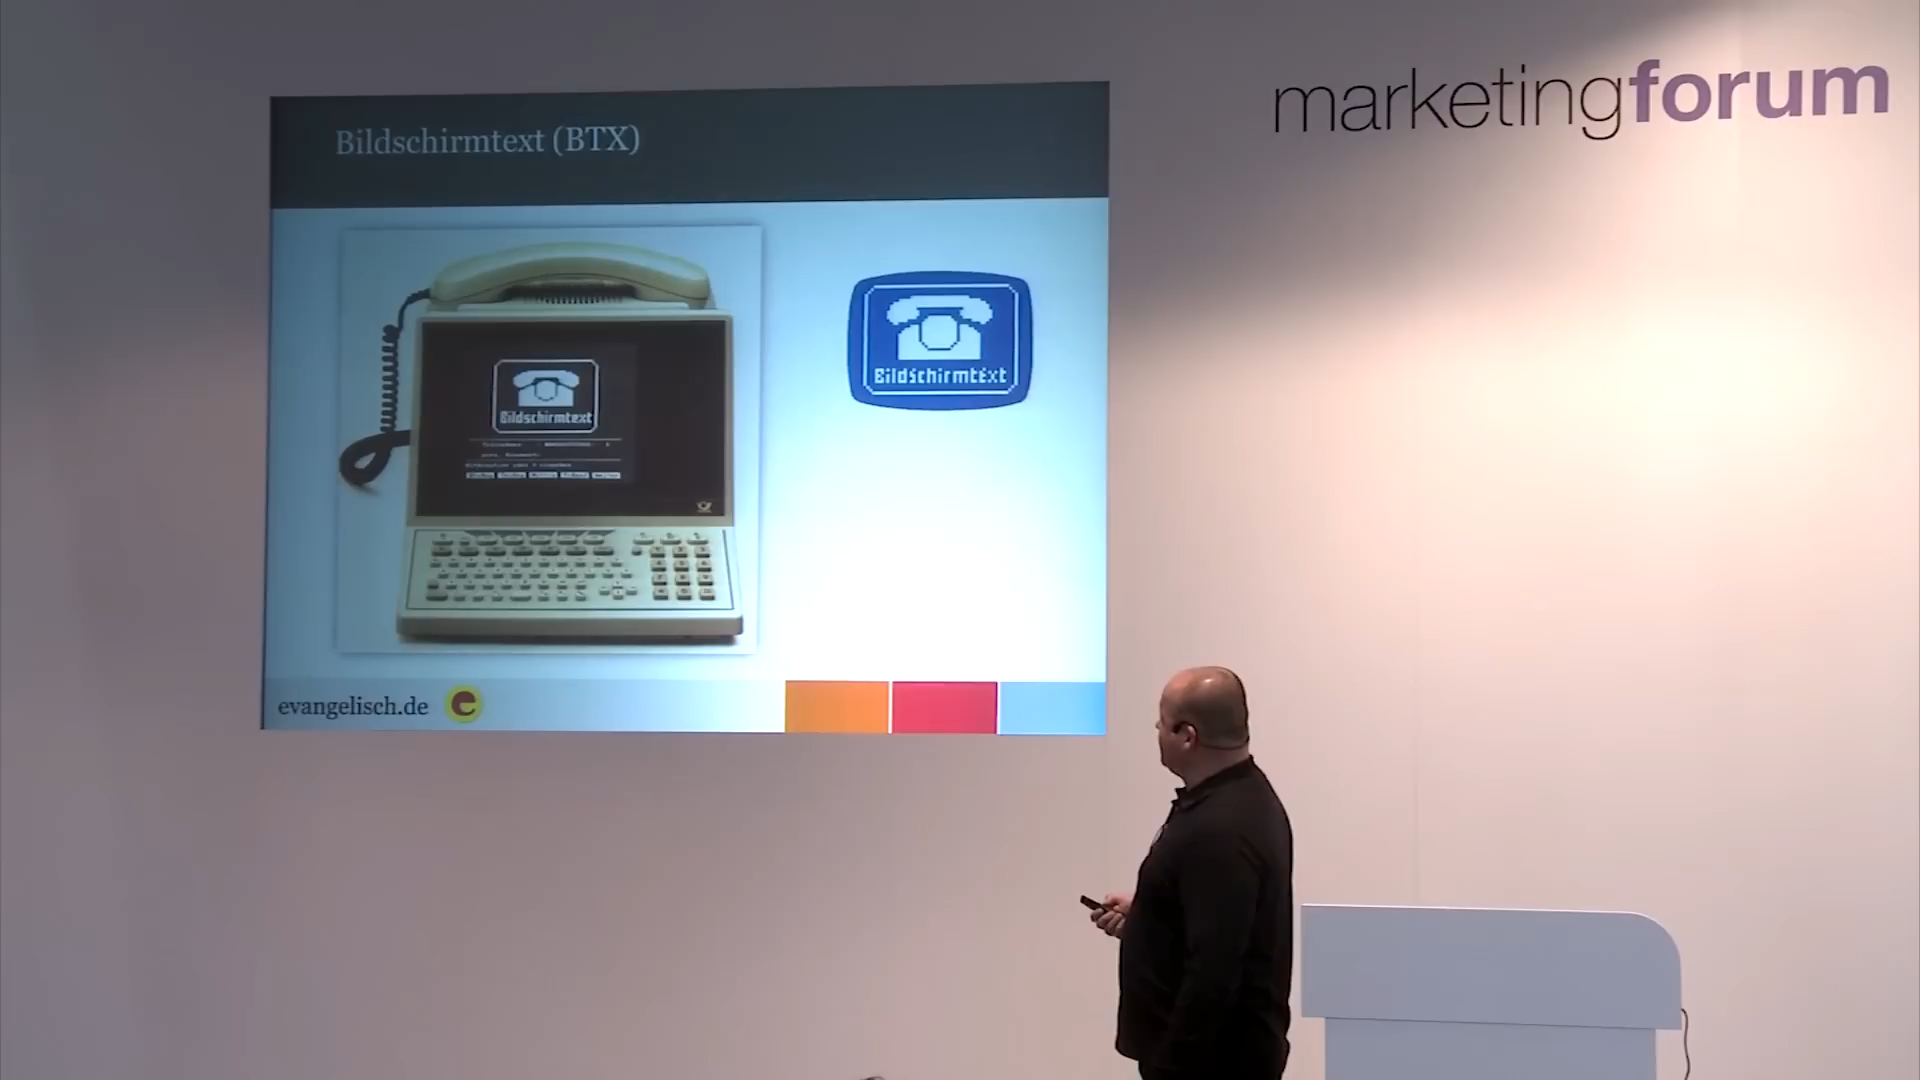 marketingforum
Bildschirmtext (BTX)
Bildschirmtext
Bildschirmtext
evangelisch.de e